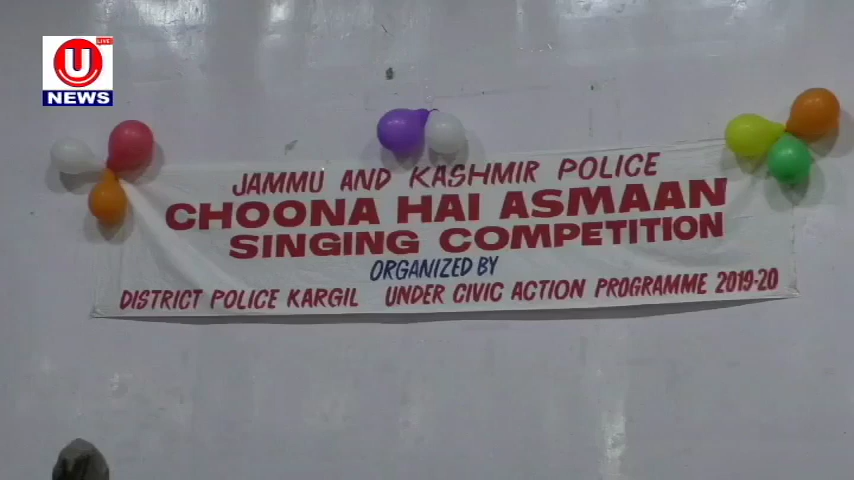 U LIVE
NEWS
JAMMU AND KASHMIR POLICE
CHOONA HAI ASMAAN
SINGING COMPETITION
ORGANIZED BY
DISTRICT POLICE KARGIL UNDER CIVIC ACTION PROGRAMME 2019-20